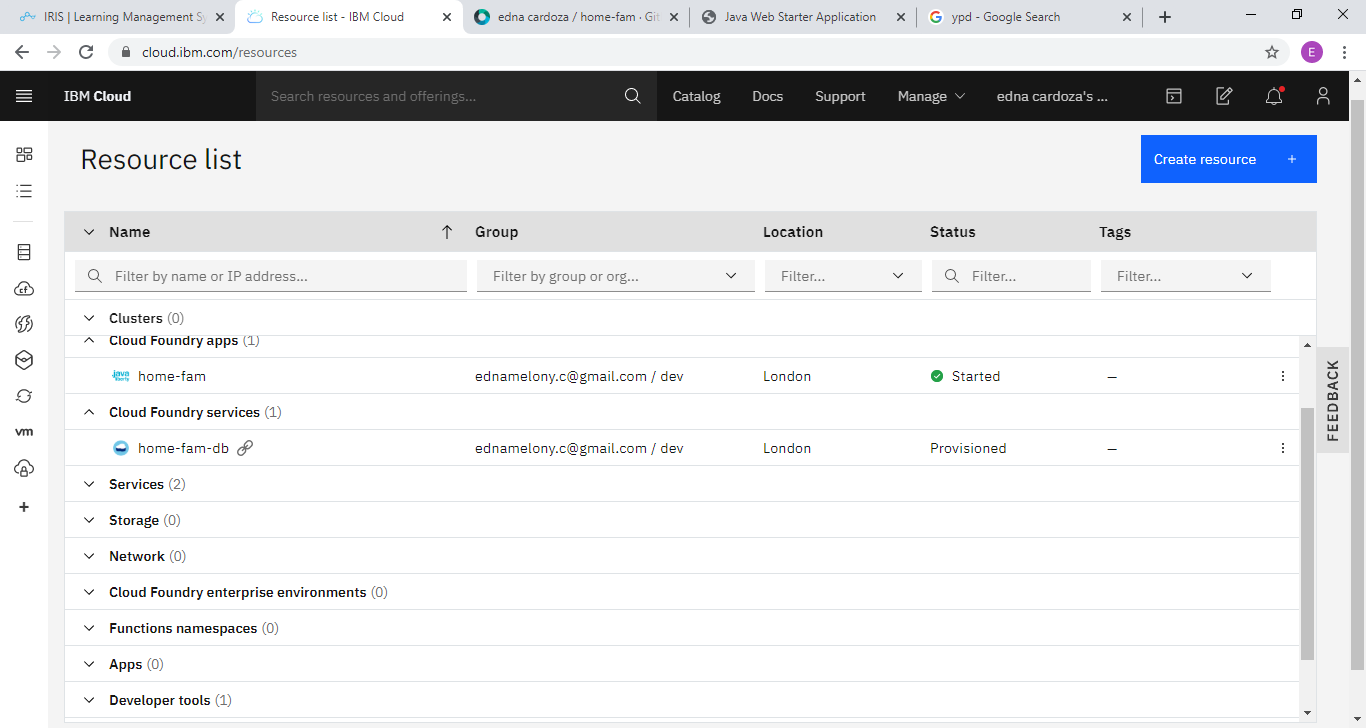 IRIS | Learning Management Sy
Resource list - IBM Cloud
edna cardoza / home-fam · Git
Java Web Starter Application
ypd - Google Search
cloud.ibm.com/resources
E
IBM Cloud
Search resources and offerings...
Catalog
Docs
Support
Manage
edna cardoza's ...
Resource list
Create resource +
Name
Group
Location
Status
Tags
Filter by name or IP address...
Filter by group or org...
Filter...
Filter...
Filter...
Clusters (0)
Cloud Foundry apps (1)
home-fam ednamelony.c@gmail.com / dev London Started –
Cloud Foundry services (1)
home-fam-db ednamelony.c@gmail.com / dev London Provisioned –
Services (2)
Storage (0)
Network (0)
Cloud Foundry enterprise environments (0)
Functions namespaces (0)
Apps (0)
Developer tools (1)
cf
vm
FEEDBACK